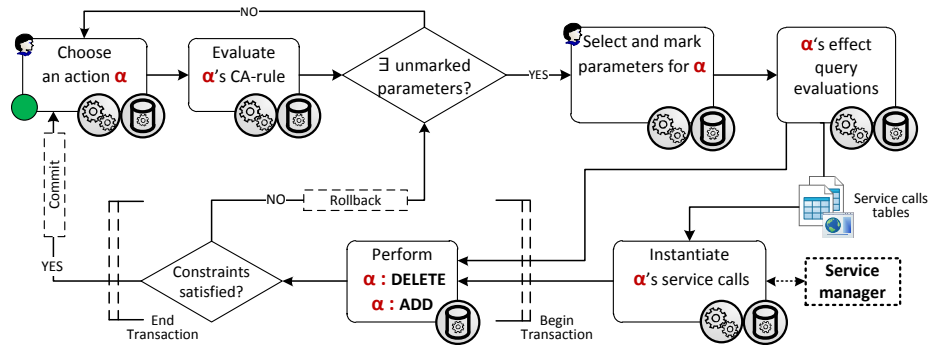 NO
Choose
an action α
Evaluate
α's CA-rule
∃ unmarked
parameters?
YES
Select and mark
parameters for α
α's effect
query
evaluations
Commit
NO
Rollback
Service calls
tables
YES
Constraints
satisfied?
Perform
α : DELETE
α : ADD
Instantiate
α's service calls
Service
manager
End
Transaction
Begin
Transaction